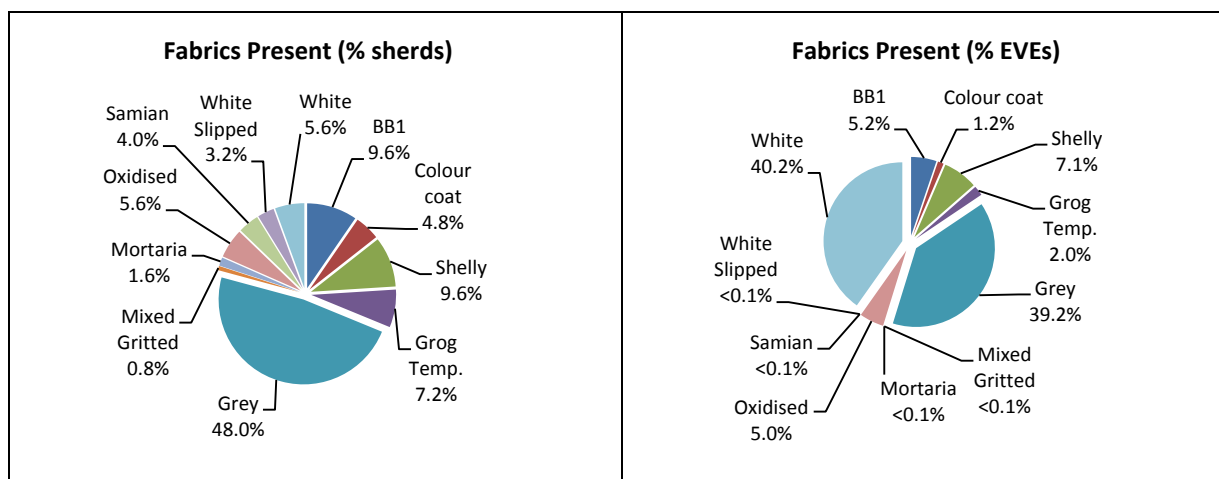 Fabrics Present (% sherds)
White
5.6%
BB1
9.6%
Colour
coat
4.8%
Shelly
9.6%
Grog
Temp.
7.2%
Grey
48.0%
Mixed
Gritted
0.8%
Mortaria
1.6%
Oxidised
5.6%
Samian
4.0%
White
Slipped
3.2%
Fabrics Present (% EVEs)
BB1
5.2%
Colour coat
1.2%
Shelly
7.1%
Grog
Temp.
2.0%
Grey
39.2%
Mixed
Gritted
<0.1%
Mortaria
<0.1%
Oxidised
5.0%
Samian
<0.1%
White
Slipped
<0.1%
White
40.2%